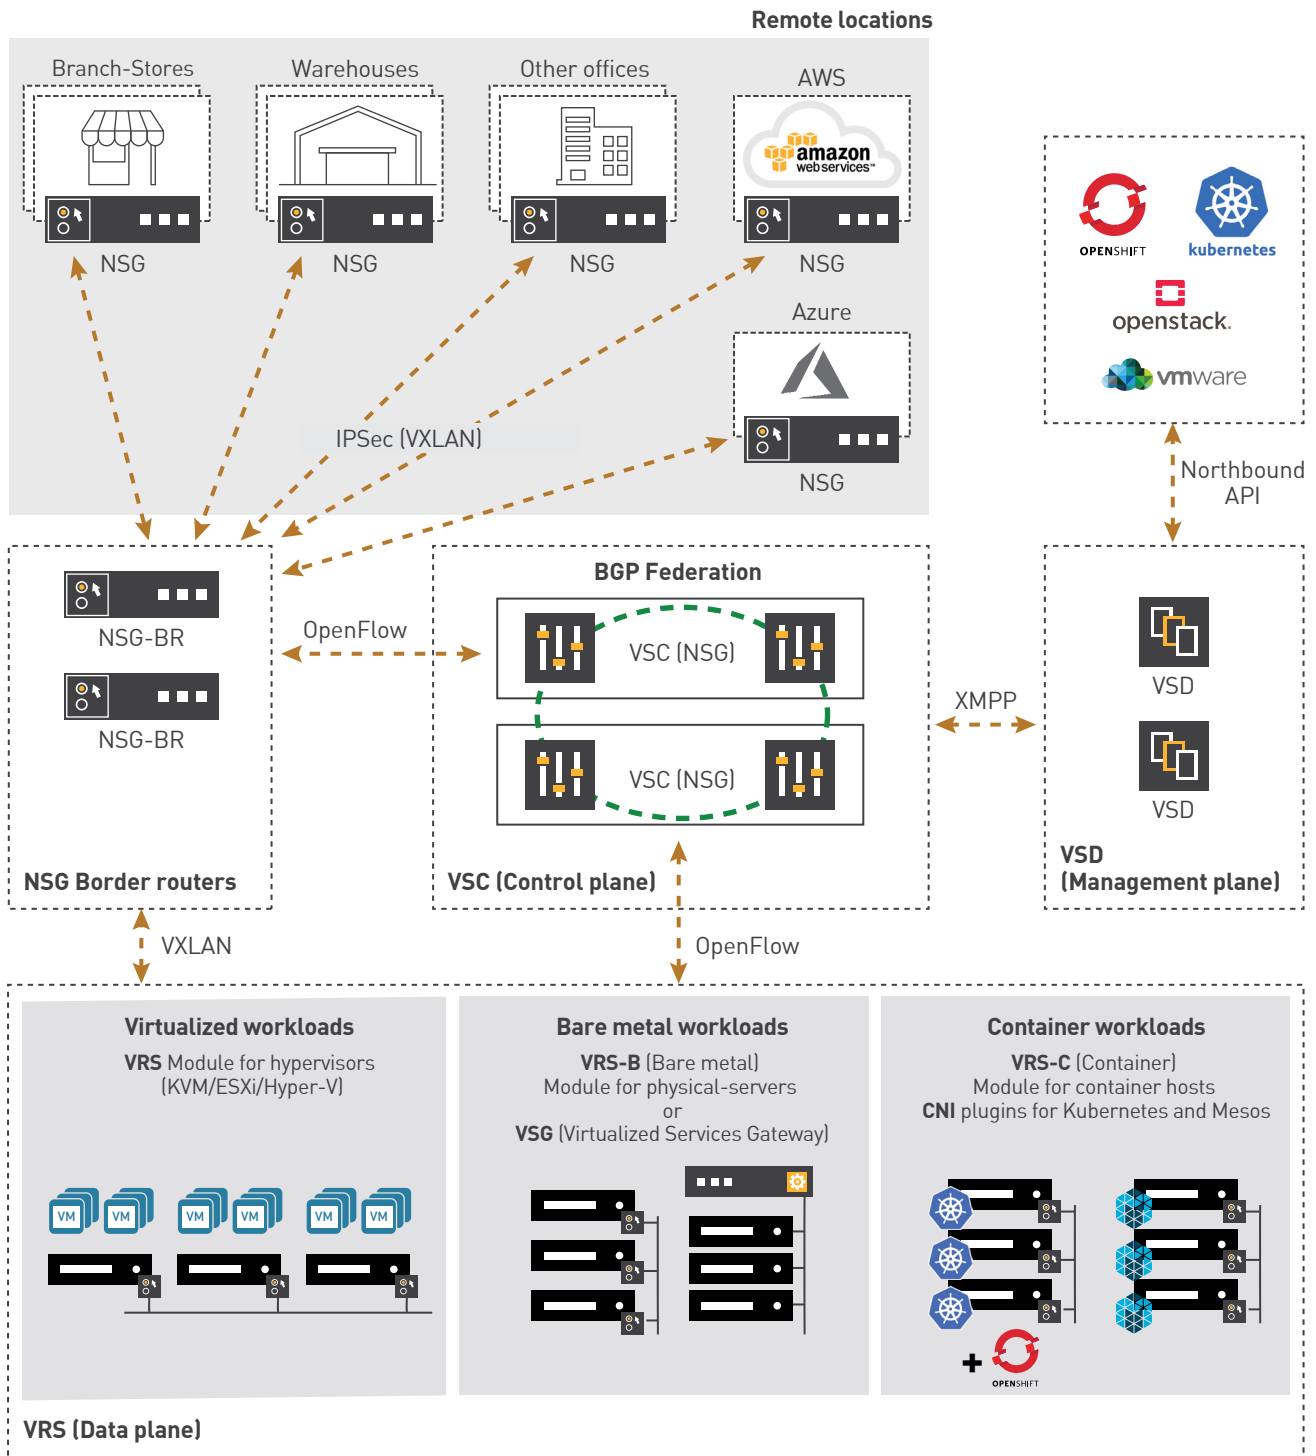 Remote locations
Branch-Stores
Warehouses
Other offices
AWS
amazon
webservices™
NSG
NSG
NSG
NSG
Azure
NSG
IPSec (VXLAN)
OPENSHIFT
kubernetes
openstack.
vmware
Northbound
API
NSG-BR
NSG-BR
NSG Border routers
OpenFlow
BGP Federation
VSC (NSG)
VSC (NSG)
VSC (Control plane)
XMPP
VSD
VSD
VSD
(Management plane)
VXLAN
OpenFlow
Virtualized workloads
VRS Module for hypervisors
(KVM/ESXi/Hyper-V)
VM
VM
VM
VM
VM
VM
Bare metal workloads
VRS-B (Bare metal)
Module for physical-servers
or
VSG (Virtualized Services Gateway)
Container workloads
VRS-C (Container)
Module for container hosts
CNI plugins for Kubernetes and Mesos
+
OPENSHIFT
VRS (Data plane)